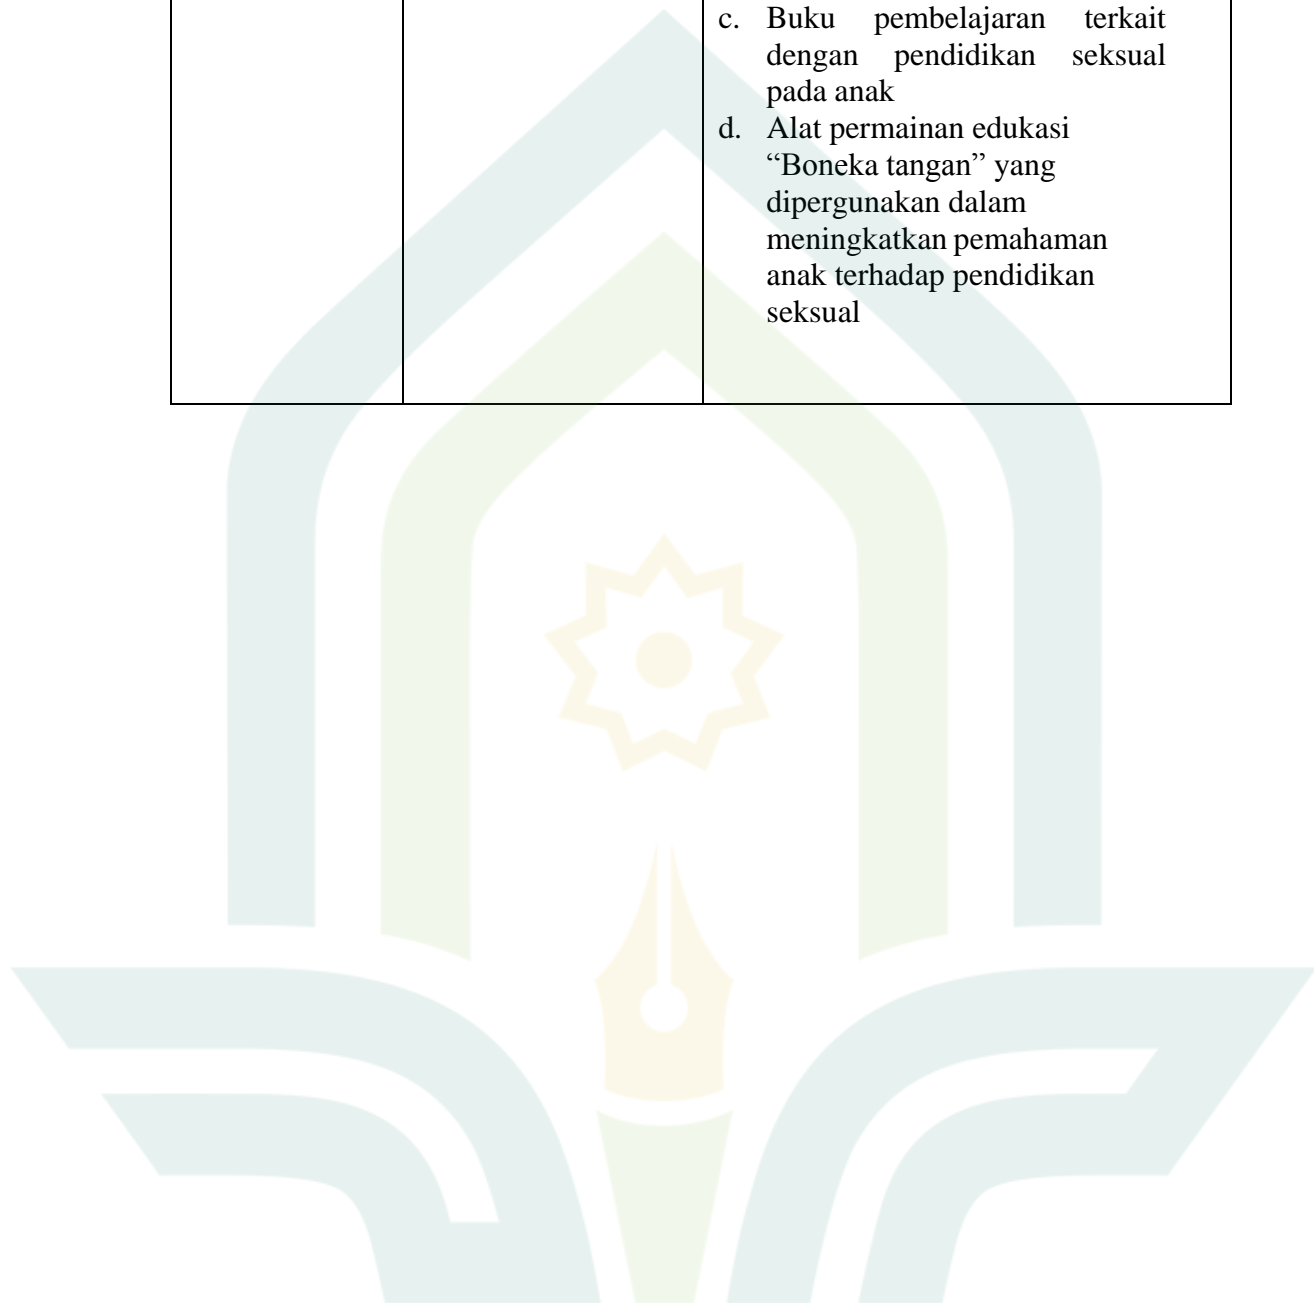 c. Buku pembelajaran terkait
dengan pendidikan seksual
pada anak
d. Alat permainan edukasi
“Boneka tangan” yang
dipergunakan dalam
meningkatkan pemahaman
anak terhadap pendidikan
seksual